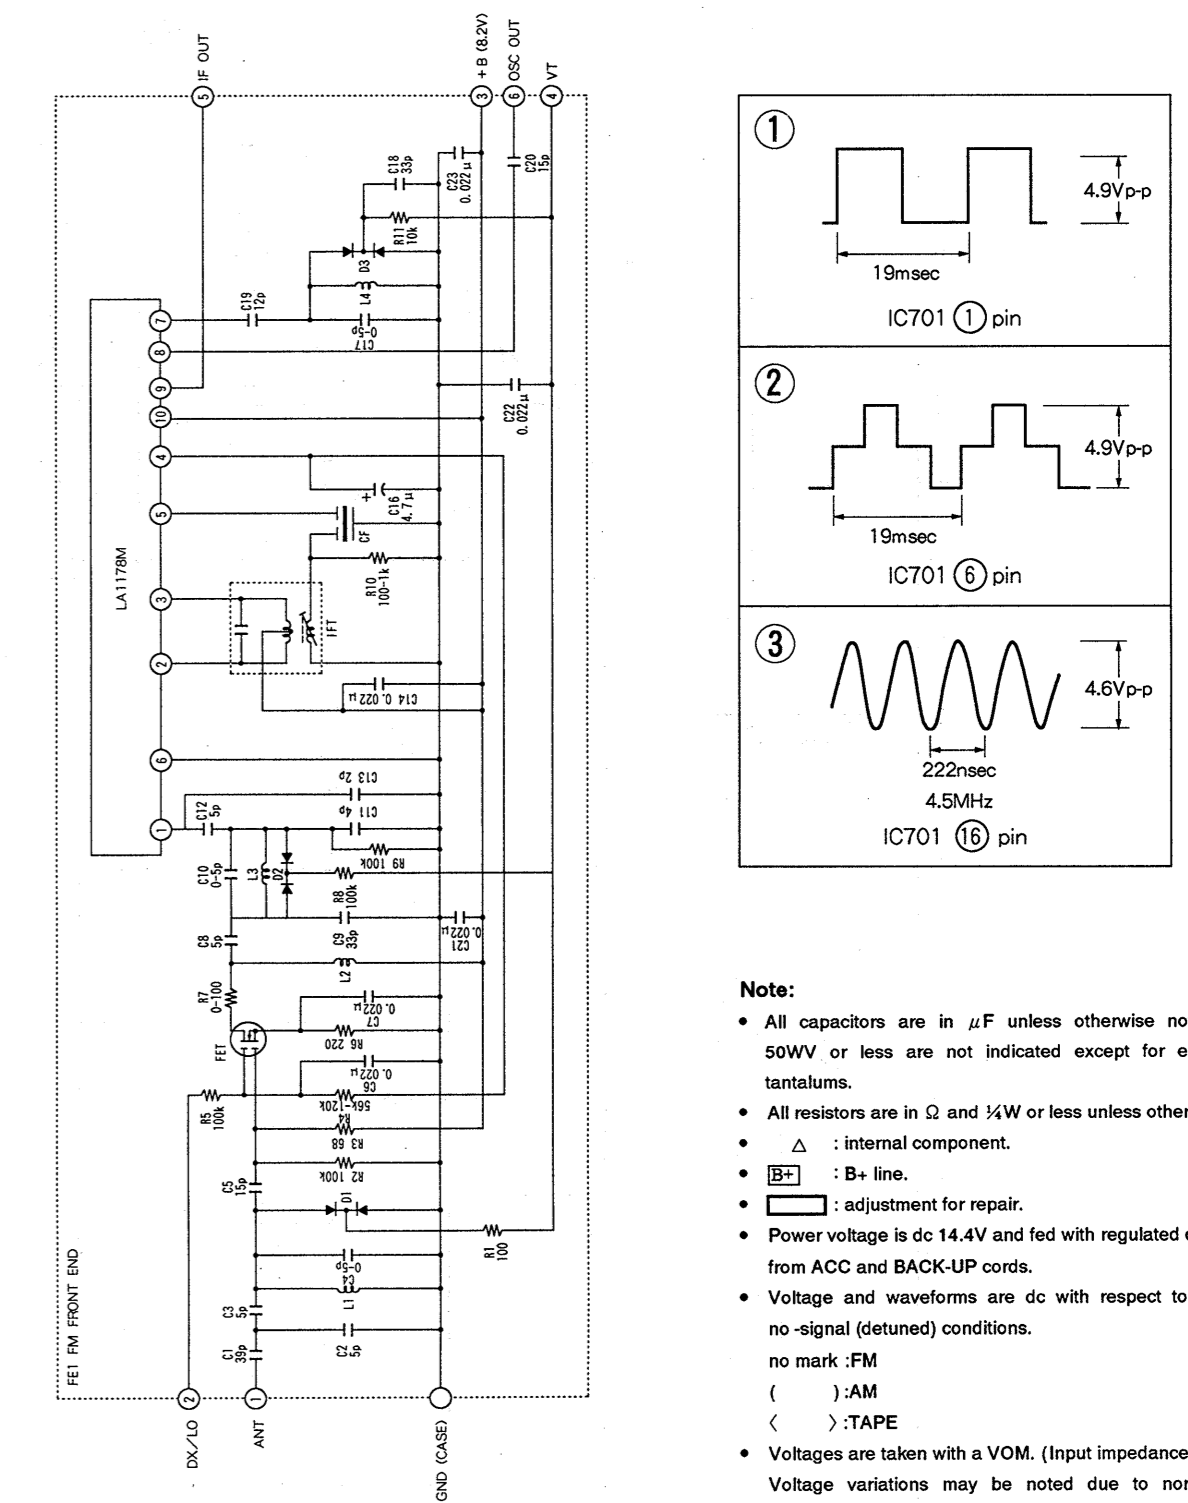 FE1 FM FRONT END
LA1178M
5 IF OUT
3 +B (8.2V)
6 OSC OUT
4 VT
C18
33p
C23
0.022μ
C20
15p
R11
10k
D3
C19
12p
L4
0-5p
C17
7
8
9
10
4
5
3
2
6
1
C22
0.022μ
C16
4.7μ
+
CF
R10
100-1k
IFT
C14 0.022μ
C13 2p
C12
5p
C11 4p
R9 100k
C10
0-5p
L3
D2
R8
100k
C8
5p
C9
33p
C21
0.022μ
L2
R7
0-100
FET
C7
0.022μ
R6 220
C6
0.022μ
R5
100k
R4
56k-120k
R3 68
R2 100k
C5
15p
D1
R1
100
C4
0-5p
L1
C3
5p
C2
5p
C1
39p
2
DX/LO
1
ANT
GND (CASE)
1
4.9Vp-p
19msec
IC701 1 pin
2
4.9Vp-p
19msec
IC701 6 pin
3
4.6Vp-p
222nsec
4.5MHz
IC701 16 pin
Note:
• All capacitors are in μF unless otherwise no
50WV or less are not indicated except for e
tantalums.
• All resistors are in Ω and ¼W or less unless other
• △ : internal component.
• B+ : B+ line.
• : adjustment for repair.
• Power voltage is dc 14.4V and fed with regulated
from ACC and BACK-UP cords.
• Voltage and waveforms are dc with respect to
no -signal (detuned) conditions.
no mark :FM
( ) :AM
〈 〉 :TAPE
• Voltages are taken with a VOM. (Input impedance
Voltage variations may be noted due to nor